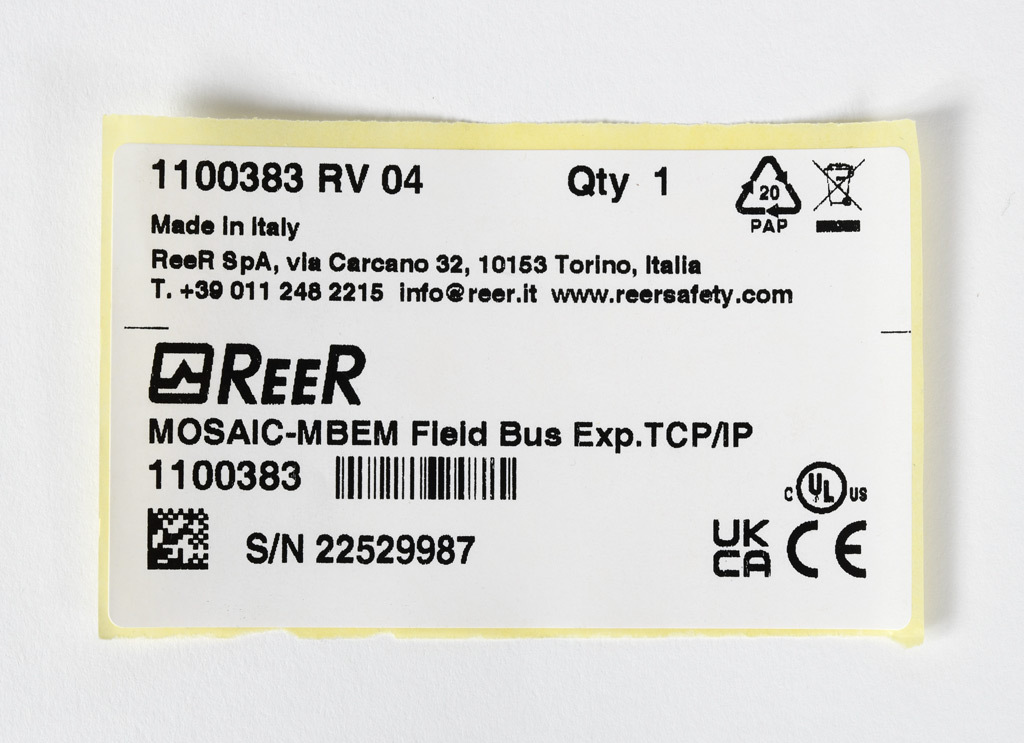 1100383 RV 04 Qty 1
20
PAP
Made in Italy
ReeR SpA, via Carcano 32, 10153 Torino, Italia
T. +39 011 248 2215 info@reer.it www.reersafety.com
REER
MOSAIC-MBEM Field Bus Exp.TCP/IP
1100383
C UL US
S/N 22529987
UK
CA CE